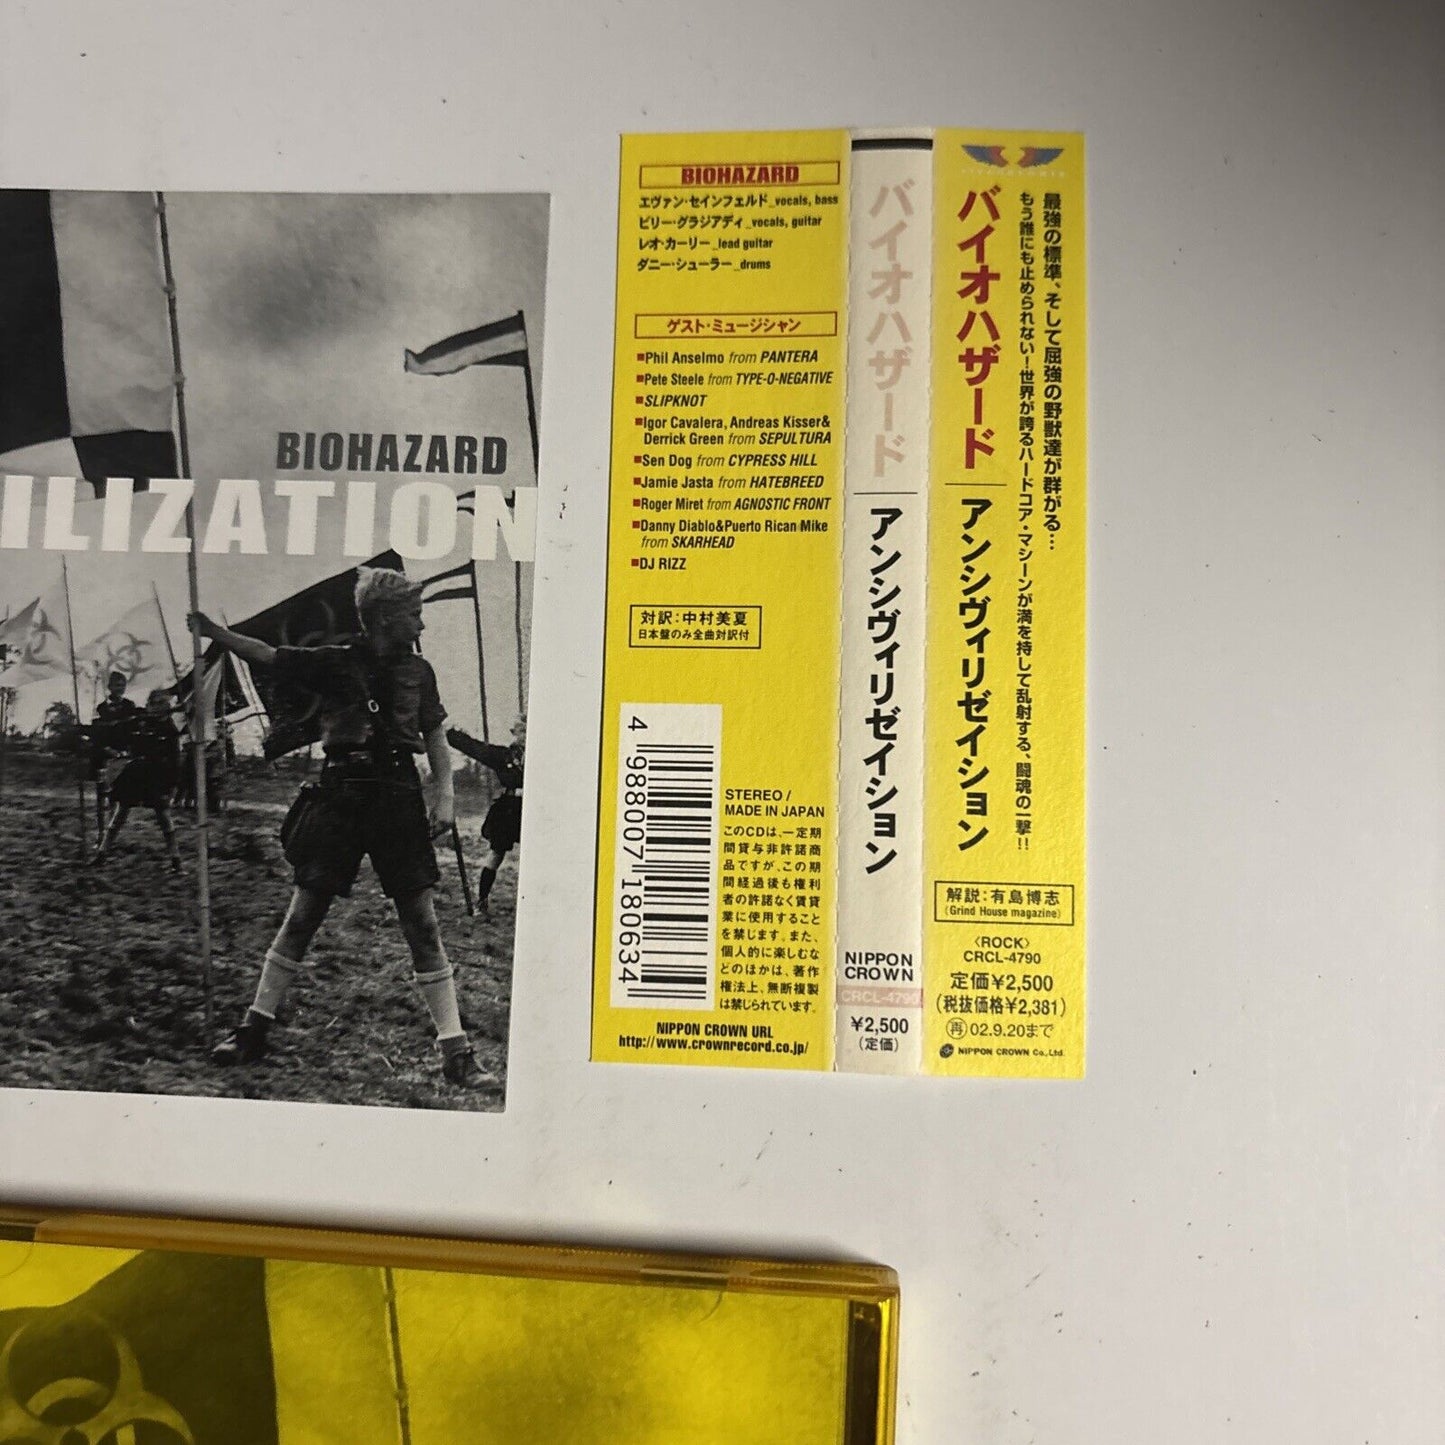 BIOHAZARD
ILIZATION
BIOHAZARD
エヴァン・セインフェルド_vocals, bass
ビリー・グラジアディ_vocals, guitar
レオ・カーリー_lead guitar
ダニー・シューラー_drums
ゲスト・ミュージシャン
■Phil Anselmo from PANTERA
■Pete Steele from TYPE-O-NEGATIVE
■SLIPKNOT
■Igor Cavalera, Andreas Kisser&
Derrick Green from SEPULTURA
■Sen Dog from CYPRESS HILL
■Jamie Jasta from HATEBREED
■Roger Miret from AGNOSTIC FRONT
■Danny Diablo&Puerto Rican Mike
from SKARHEAD
■DJ RIZZ
対訳：中村美夏
日本盤のみ全曲対訳付
4 988007 180634
STEREO /
MADE IN JAPAN
このCDは、一定期
間貸与非許諾商
品ですが、この期
間経過後も権利
者の許諾なく賃貸
業に使用すること
を禁じます。また、
個人的に楽しむな
どのほかは、著作
権法上、無断複製
は禁じられています。
NIPPON CROWN URL
http://www.crownrecord.co.jp/
バイオハザード
アンシヴィリゼイション
NIPPON
CROWN
CRCL-4790
¥2,500
（定価）
最強の標準、そして屈強の野獣達が群がる…
もう誰にも止められない！世界が誇るハードコア・マシーンが満を持して乱射する、闘魂の一撃!!
バイオハザード
アンシヴィリゼイション
解説：有島博志
(Grind House magazine)
〈ROCK〉
CRCL-4790
定価¥2,500
(税抜価格¥2,381)
再02.9.20まで
NIPPON CROWN Co.,Ltd.